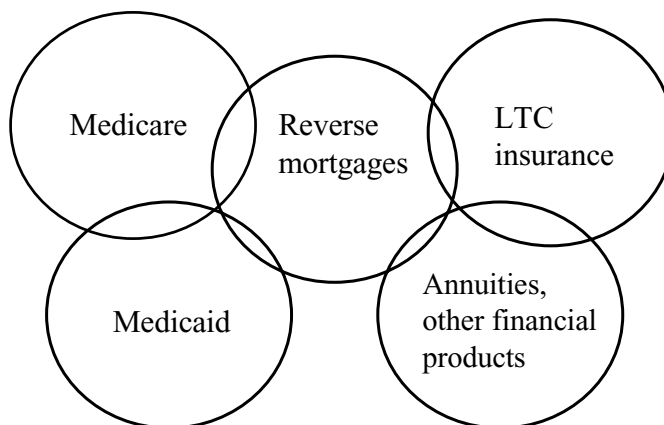 Medicare
Reverse
mortgages
LTC
insurance
Medicaid
Annuities,
other financial
products